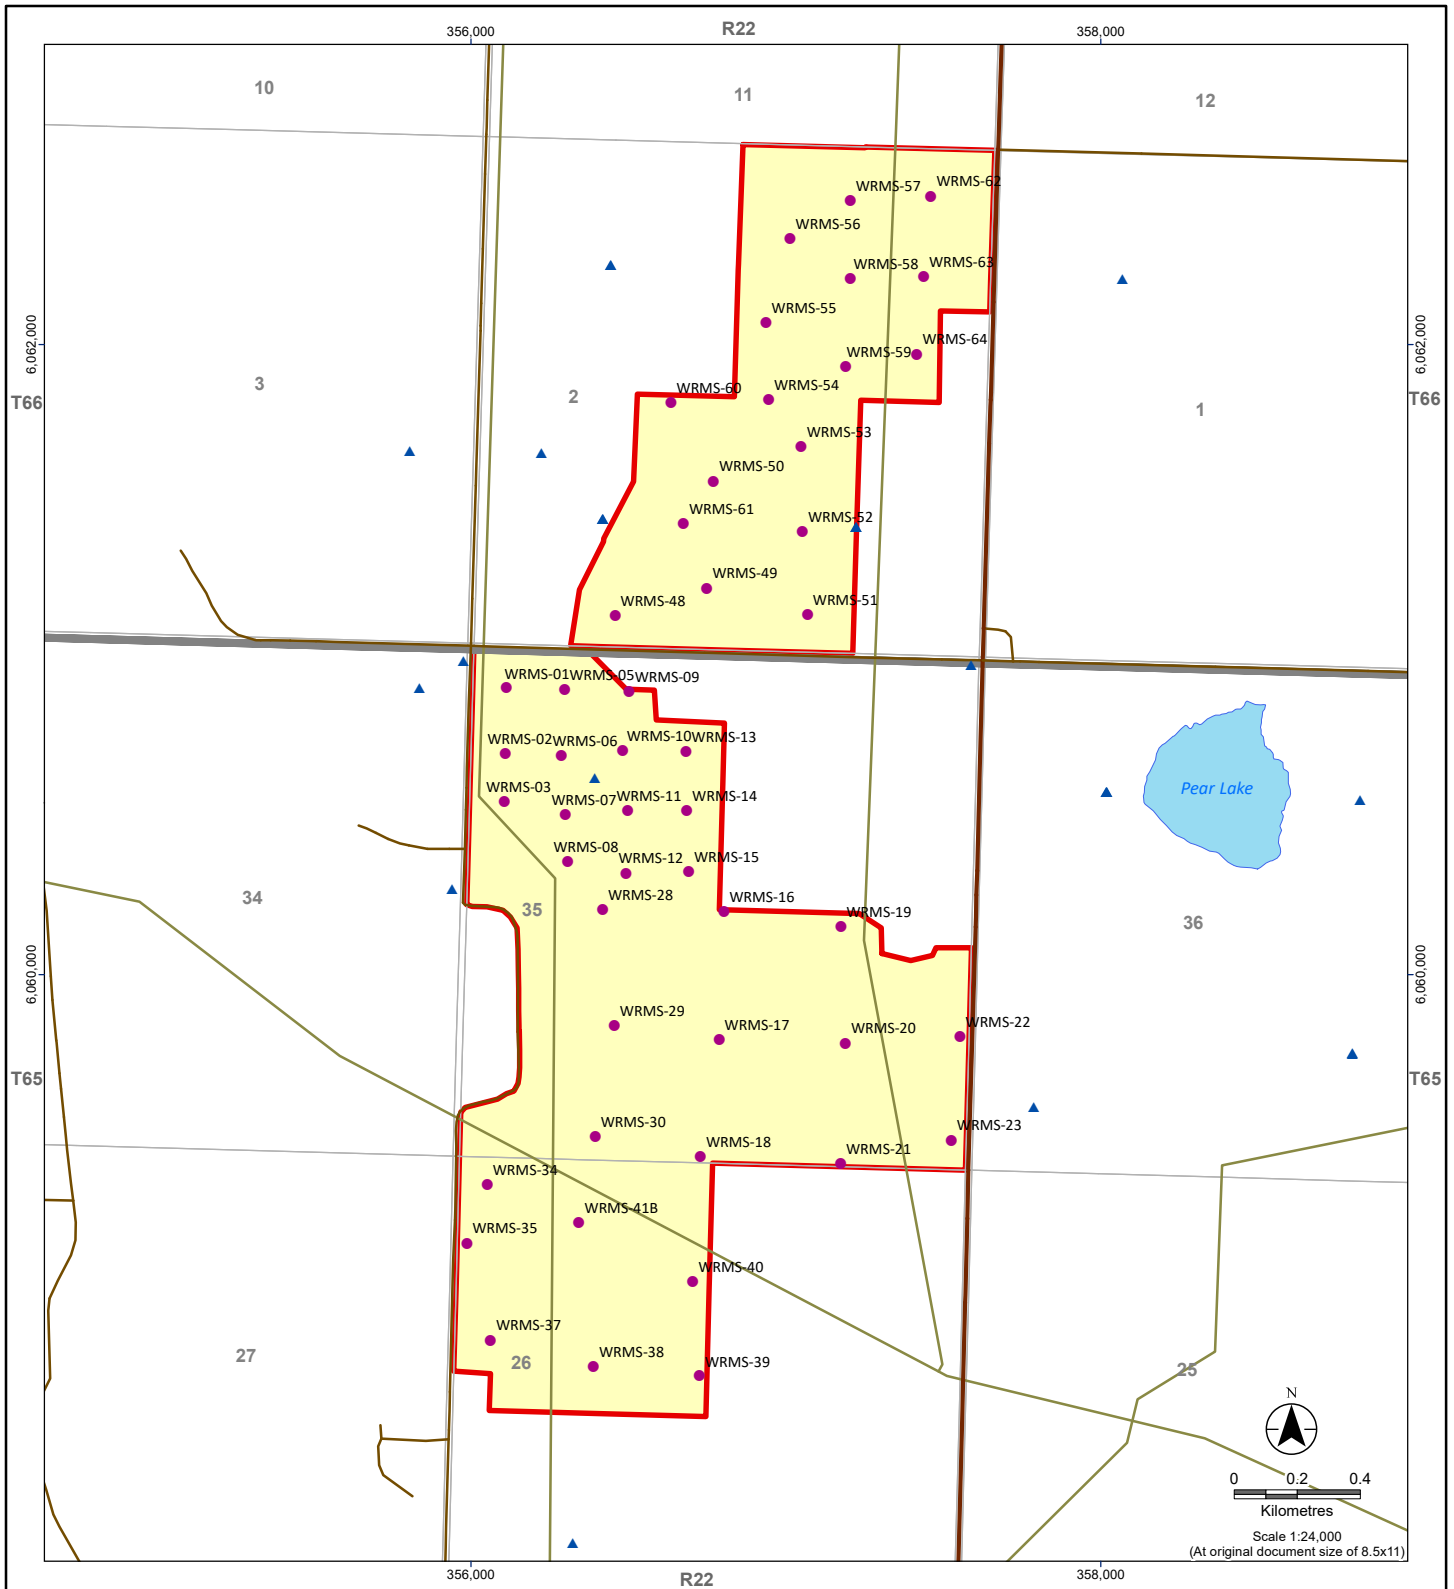 356,000
R22
358,000
10
11
12
WRMS-57
WRMS-62
WRMS-56
WRMS-58
WRMS-63
WRMS-55
6,062,000
6,062,000
WRMS-59
WRMS-64
3
2
WRMS-60
WRMS-54
T66
T66
1
WRMS-53
WRMS-50
WRMS-61
WRMS-52
WRMS-49
WRMS-48
WRMS-51
WRMS-01
WRMS-05
WRMS-09
WRMS-02
WRMS-06
WRMS-10
WRMS-13
WRMS-03
WRMS-07
WRMS-11
WRMS-14
Pear Lake
WRMS-08
WRMS-12
WRMS-15
34
35
WRMS-28
WRMS-16
WRMS-19
36
6,060,000
6,060,000
WRMS-29
WRMS-17
WRMS-20
WRMS-22
T65
T65
WRMS-30
WRMS-18
WRMS-21
WRMS-23
WRMS-34
WRMS-41B
WRMS-35
WRMS-40
WRMS-37
27
26
WRMS-38
WRMS-39
25
N
0 0.2 0.4
Kilometres
Scale 1:24,000
(At original document size of 8.5x11)
356,000
R22
358,000